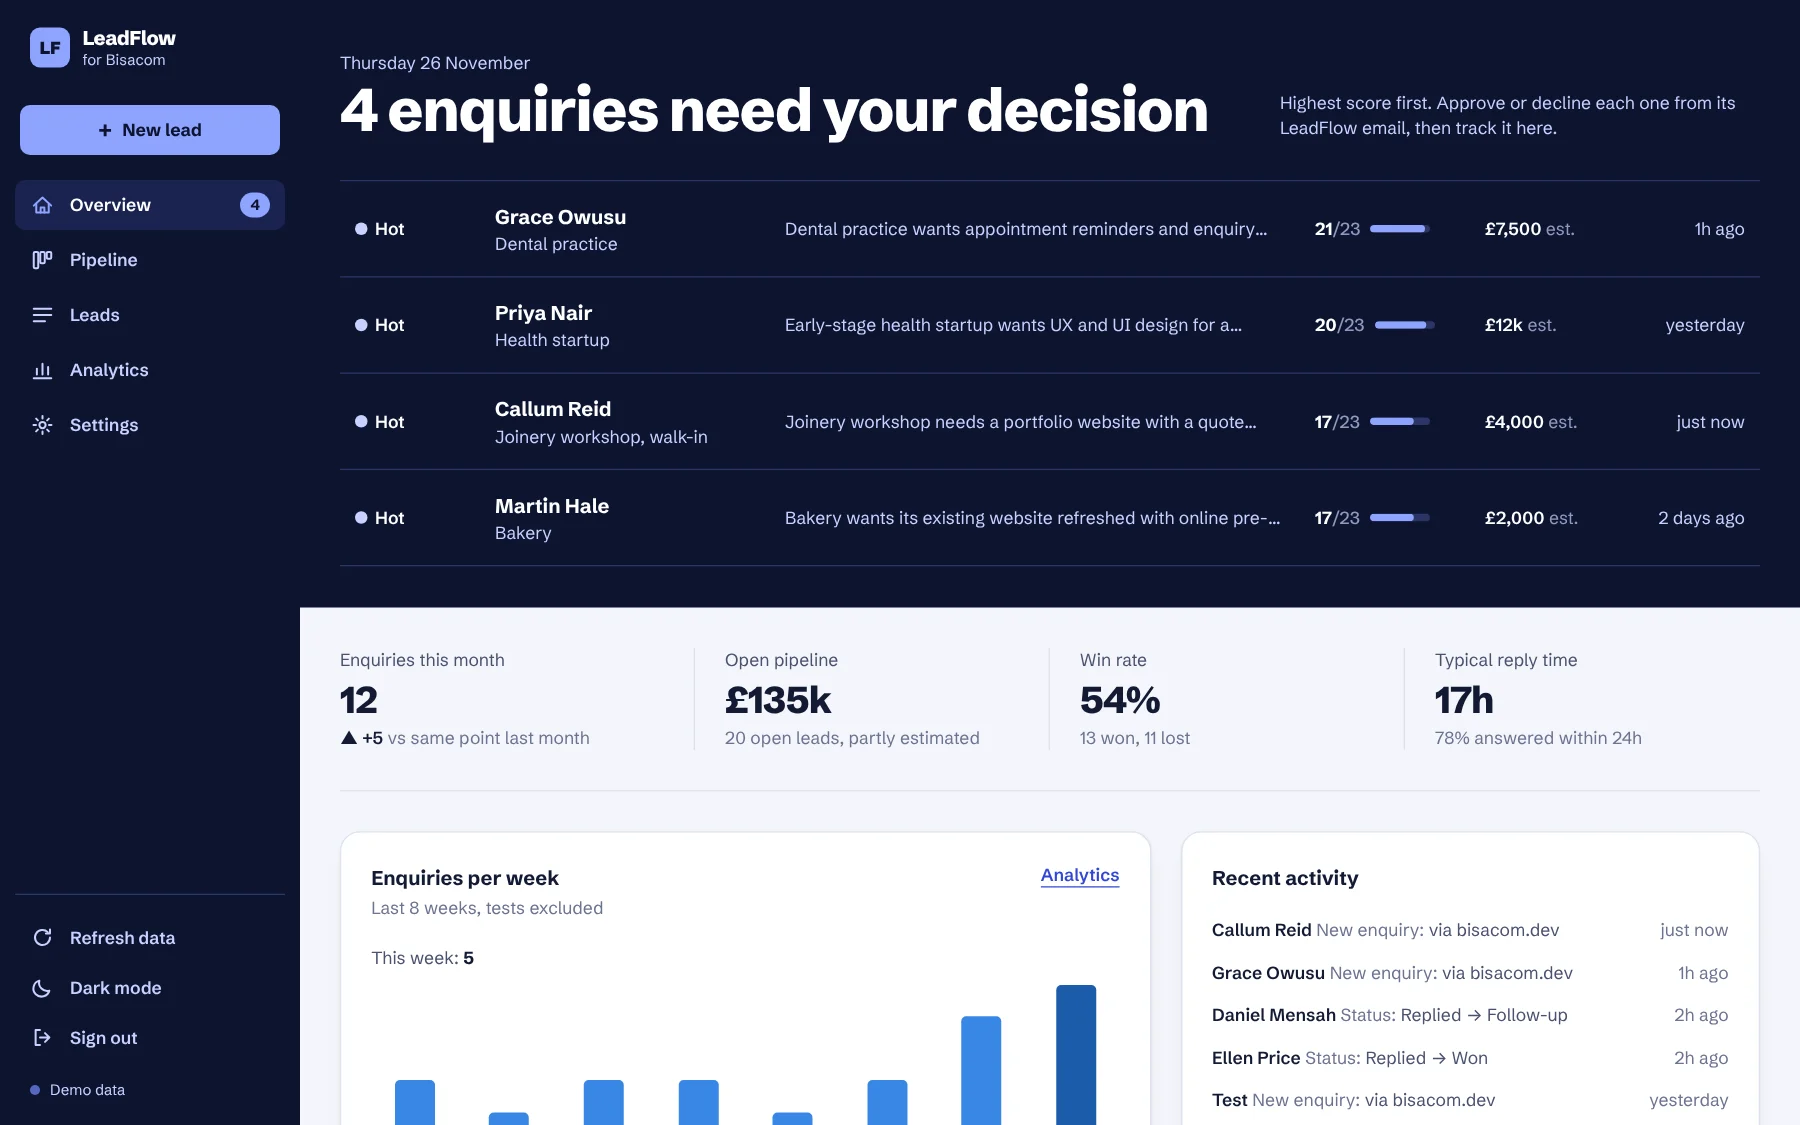 LF
LeadFlow
for Bisacom
+ New lead
Overview 4
Pipeline
Leads
Analytics
Settings
Refresh data
Dark mode
Sign out
Demo data
Thursday 26 November
4 enquiries need your decision
Highest score first. Approve or decline each one from its
LeadFlow email, then track it here.
Hot
Grace Owusu
Dental practice
Dental practice wants appointment reminders and enquiry...
21/23
£7,500 est.
1h ago
Hot
Priya Nair
Health startup
Early-stage health startup wants UX and UI design for a...
20/23
£12k est.
yesterday
Hot
Callum Reid
Joinery workshop, walk-in
Joinery workshop needs a portfolio website with a quote...
17/23
£4,000 est.
just now
Hot
Martin Hale
Bakery
Bakery wants its existing website refreshed with online pre-...
17/23
£2,000 est.
2 days ago
Enquiries this month
12
▲ +5 vs same point last month
Open pipeline
£135k
20 open leads, partly estimated
Win rate
54%
13 won, 11 lost
Typical reply time
17h
78% answered within 24h
Enquiries per week
Analytics
Last 8 weeks, tests excluded
This week: 5
Recent activity
Callum Reid New enquiry: via bisacom.dev just now
Grace Owusu New enquiry: via bisacom.dev 1h ago
Daniel Mensah Status: Replied → Follow-up 2h ago
Ellen Price Status: Replied → Won 2h ago
Test New enquiry: via bisacom.dev yesterday